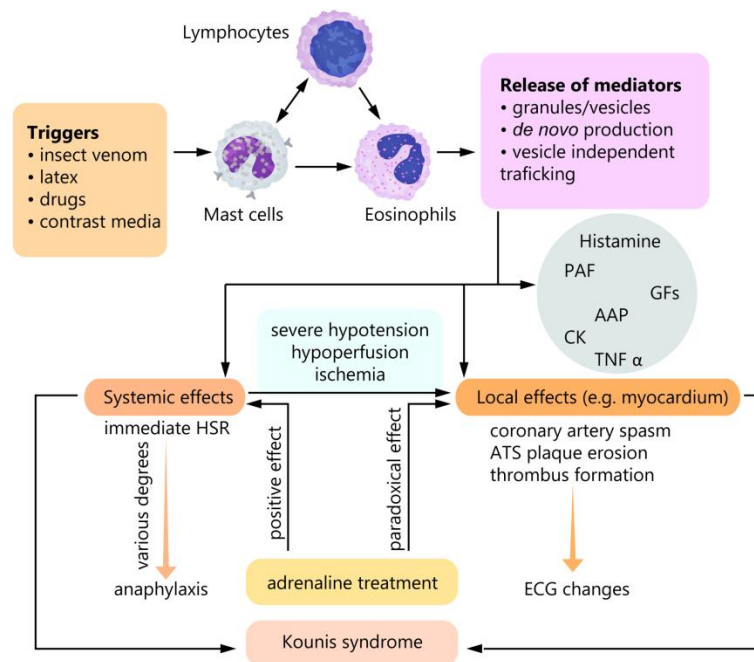 Lymphocytes
Triggers
• insect venom
• latex
• drugs
• contrast media
Mast cells
Eosinophils
Release of mediators
• granules/vesicles
• de novo production
• vesicle independent
traficking
Histamine
PAF
GFs
AAP
CK
TNF α
severe hypotension
hypoperfusion
ischemia
Systemic effects
immediate HSR
various degrees
anaphylaxis
positive effect
paradoxical effect
adrenaline treatment
Local effects (e.g. myocardium)
coronary artery spasm
ATS plaque erosion
thrombus formation
ECG changes
Kounis syndrome